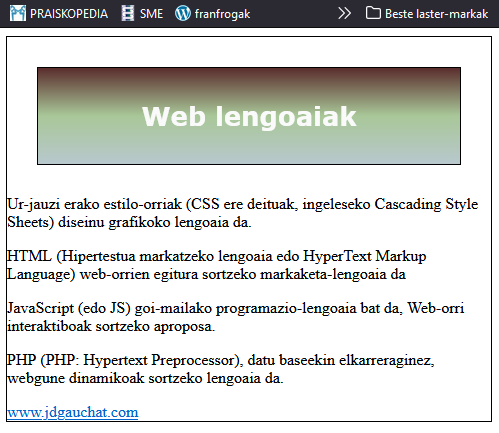 PRAISKOPEDIA SME franfrogak Beste laster-markak
Web lengoaiak
Ur-jauzi erako estilo-orriak (CSS ere deituak, ingeleseko Cascading Style
Sheets) diseinu grafikoko lengoaia da.
HTML (Hipertestua markatzeko lengoaia edo HyperText Markup
Language) web-orrien egitura sortzeko markaketa-lengoaia da
JavaScript (edo JS) goi-mailako programazio-lengoaia bat da, Web-orri
interaktiboak sortzeko aproposa.
PHP (PHP: Hypertext Preprocessor), datu baseekin elkarreraginez,
webgune dinamikoak sortzeko lengoaia da.
www.jdgauchat.com